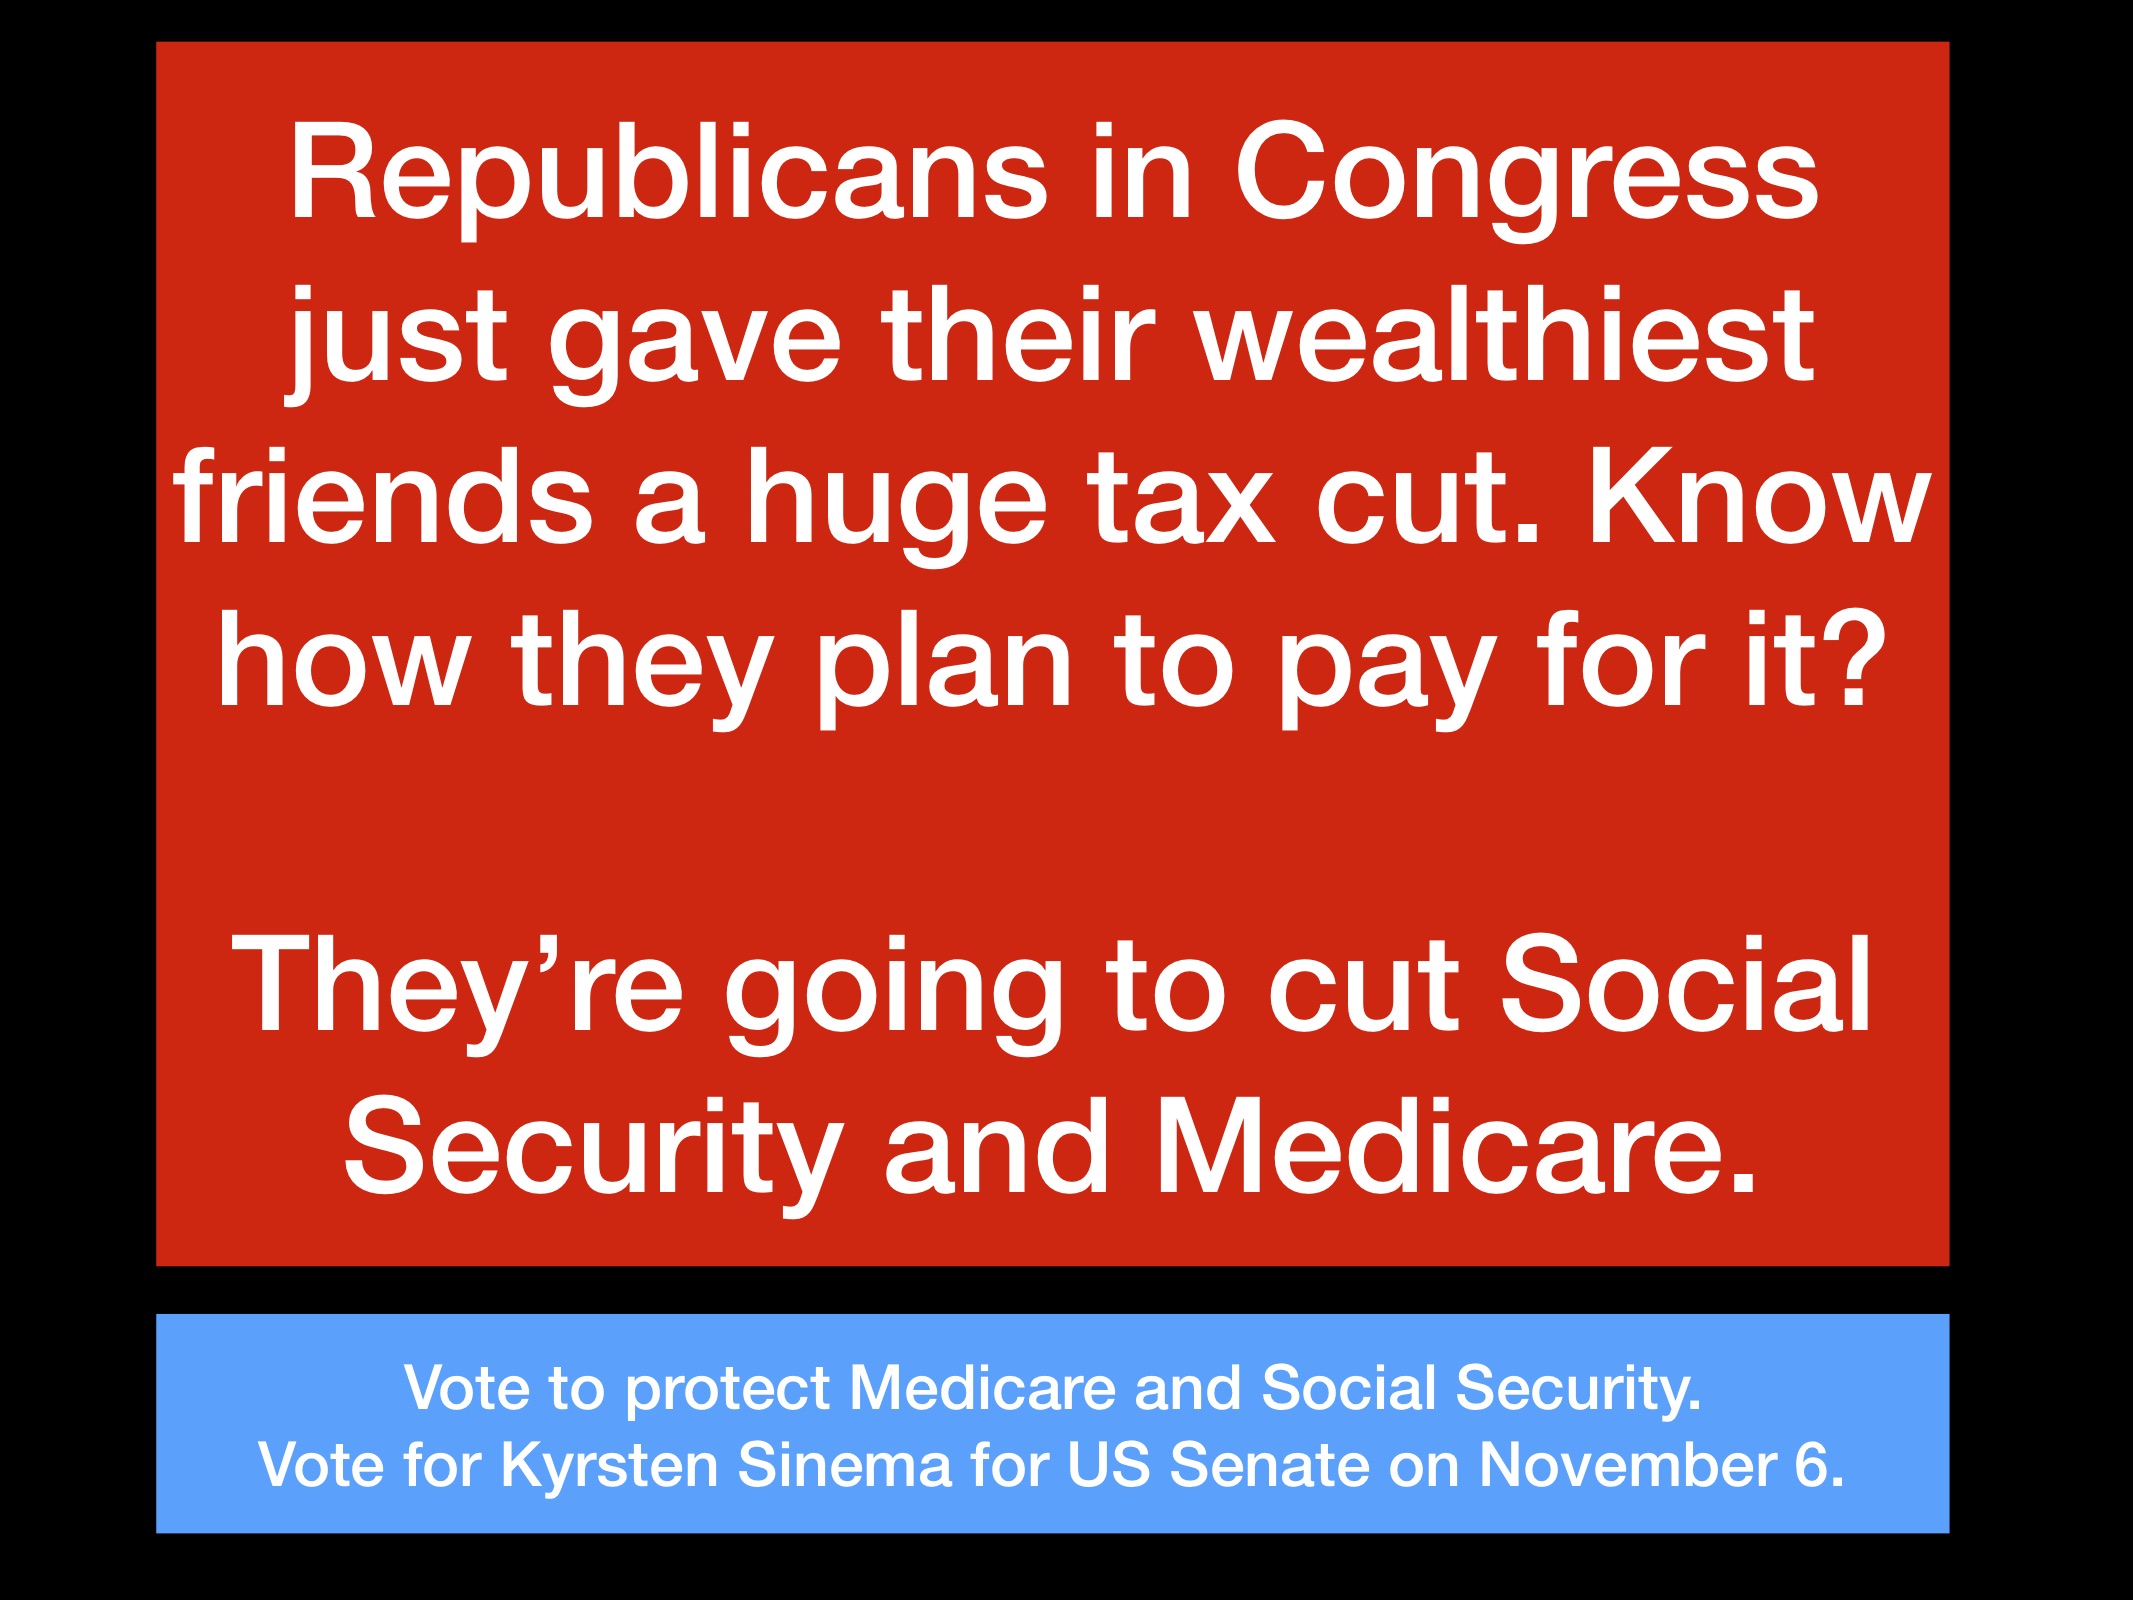 Republicans in Congress
just gave their wealthiest
friends a huge tax cut. Know
how they plan to pay for it?
They’re going to cut Social
Security and Medicare.
Vote to protect Medicare and Social Security.
Vote for Kyrsten Sinema for US Senate on November 6.